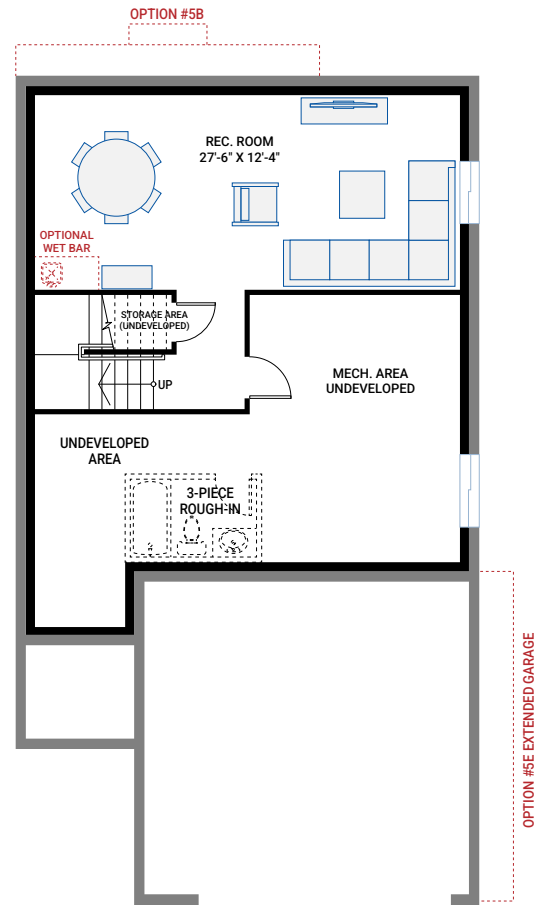 OPTION #5B
REC. ROOM
27'-6" X 12'-4"
OPTIONAL
WET BAR
STORAGE AREA
(UNDEVELOPED)
UP
MECH. AREA
UNDEVELOPED
UNDEVELOPED
AREA
3-PIECE
ROUGH-IN
OPTION #5E EXTENDED GARAGE